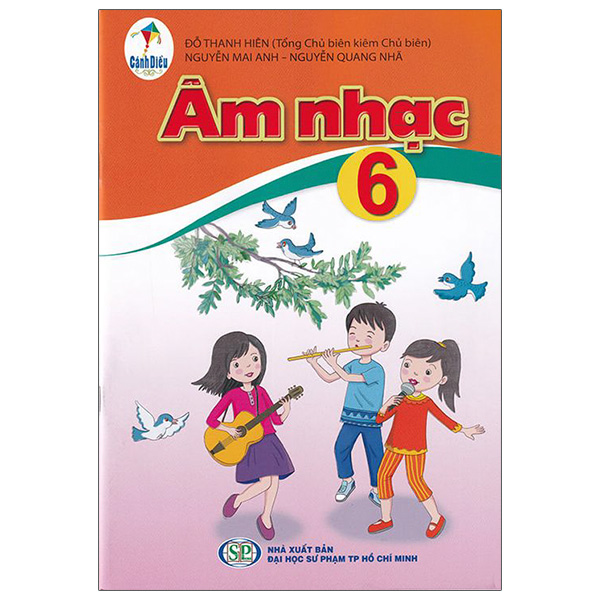 Cánh Diều
ĐỖ THANH HIÊN (Tổng Chủ biên kiêm Chủ biên)
NGUYỄN MAI ANH – NGUYỄN QUANG NHÃ
Âm nhạc
6
SP
NHÀ XUẤT BẢN
ĐẠI HỌC SƯ PHẠM TP HỒ CHÍ MINH